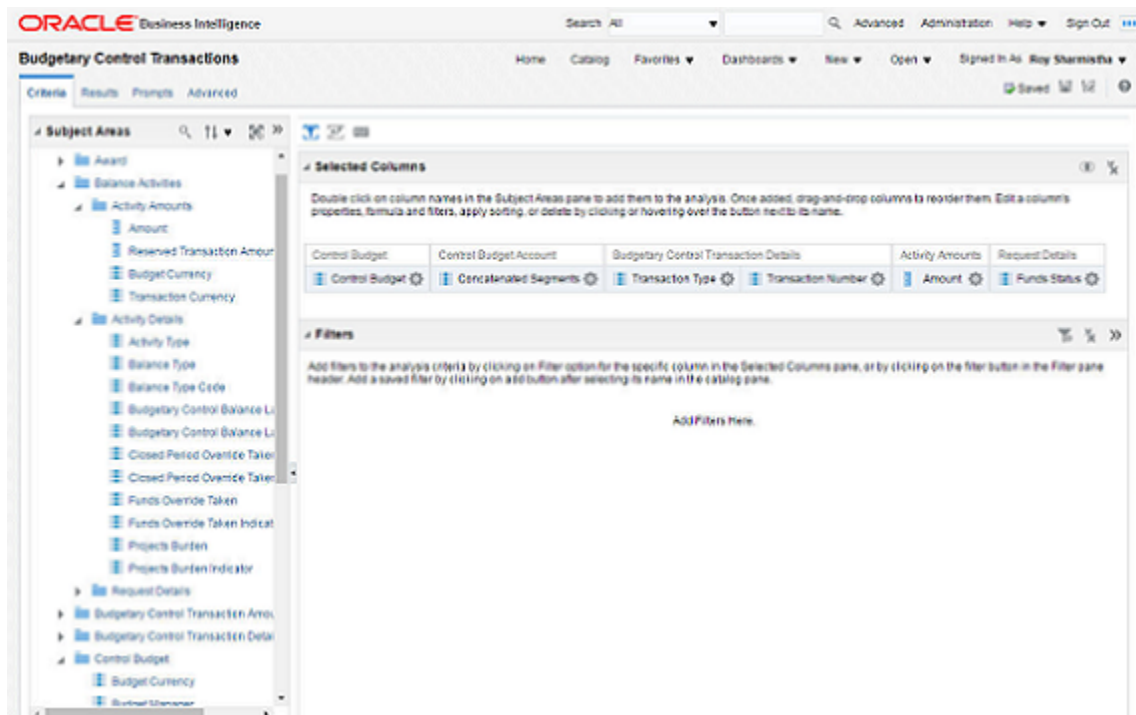 ORACLE Business Intelligence
Search All
Advanced Administration Help Sign Out
Budgetary Control Transactions
Home Catalog Favorites Dashboards New Open Signed In As Roy Sharmistha
Criteria Results Prompts Advanced
Saved
Subject Areas
Award
Balance Activities
Activity Amounts
Amount
Reserved Transaction Amour
Budget Currency
Transaction Currency
Activity Details
Activity Type
Balance Type
Balance Type Code
Budgetary Control Balance L
Budgetary Control Balance L
Closed Period Override Taken
Closed Period Override Taken
Funds Override Taken
Funds Override Taken Indicat
Projects Burden
Projects Burden Indicator
Request Details
Budgetary Control Transaction Amou
Budgetary Control Transaction Detai
Control Budget
Budget Currency
Budget Manager
Selected Columns
Double click on column names in the Subject Areas pane to add them to the analysis. Once added, drag-and-drop columns to reorder them. Edit a column's
properties, formula and filters, apply sorting, or delete by clicking or hovering over the button next to its name.
Control Budget Control Budget Account Budgetary Control Transaction Details Activity Amounts Request Details
Control Budget Concatenated Segments Transaction Type Transaction Number Amount Funds Status
Filters
Add filters to the analysis criteria by clicking on Filter option for the specific column in the Selected Columns pane, or by clicking on the filter button in the Filter pane
header. Add a saved filter by clicking on add button after selecting its name in the catalog pane.
Add Filters Here.